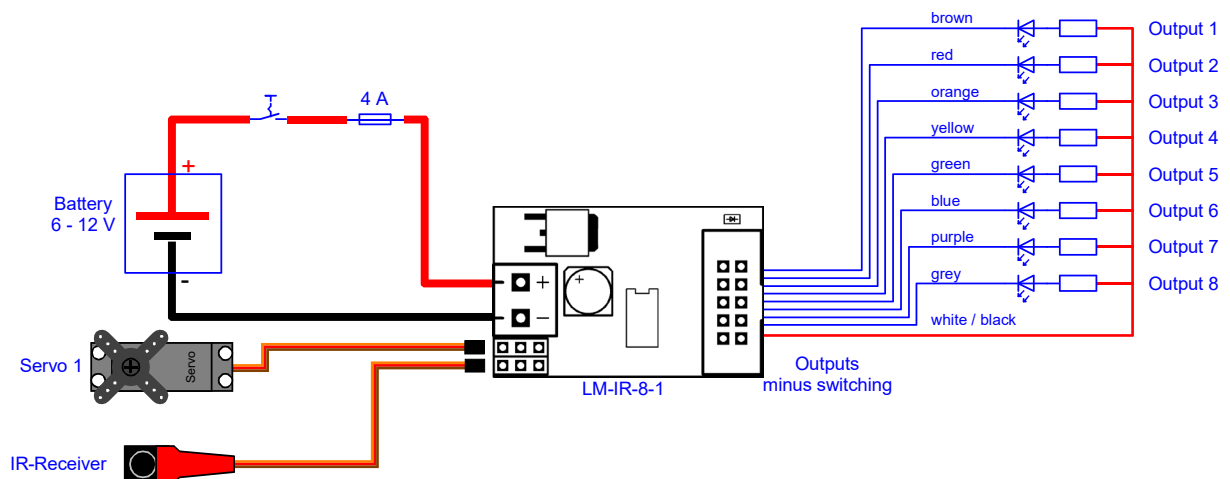 brown
Output 1
red
Output 2
4 A
orange
Output 3
yellow
Output 4
+
green
Output 5
Battery
6 - 12 V
blue
Output 6
purple
Output 7
-
grey
Output 8
+
+
−
white / black
Servo 1
Servo
Outputs
minus switching
LM-IR-8-1
IR-Receiver